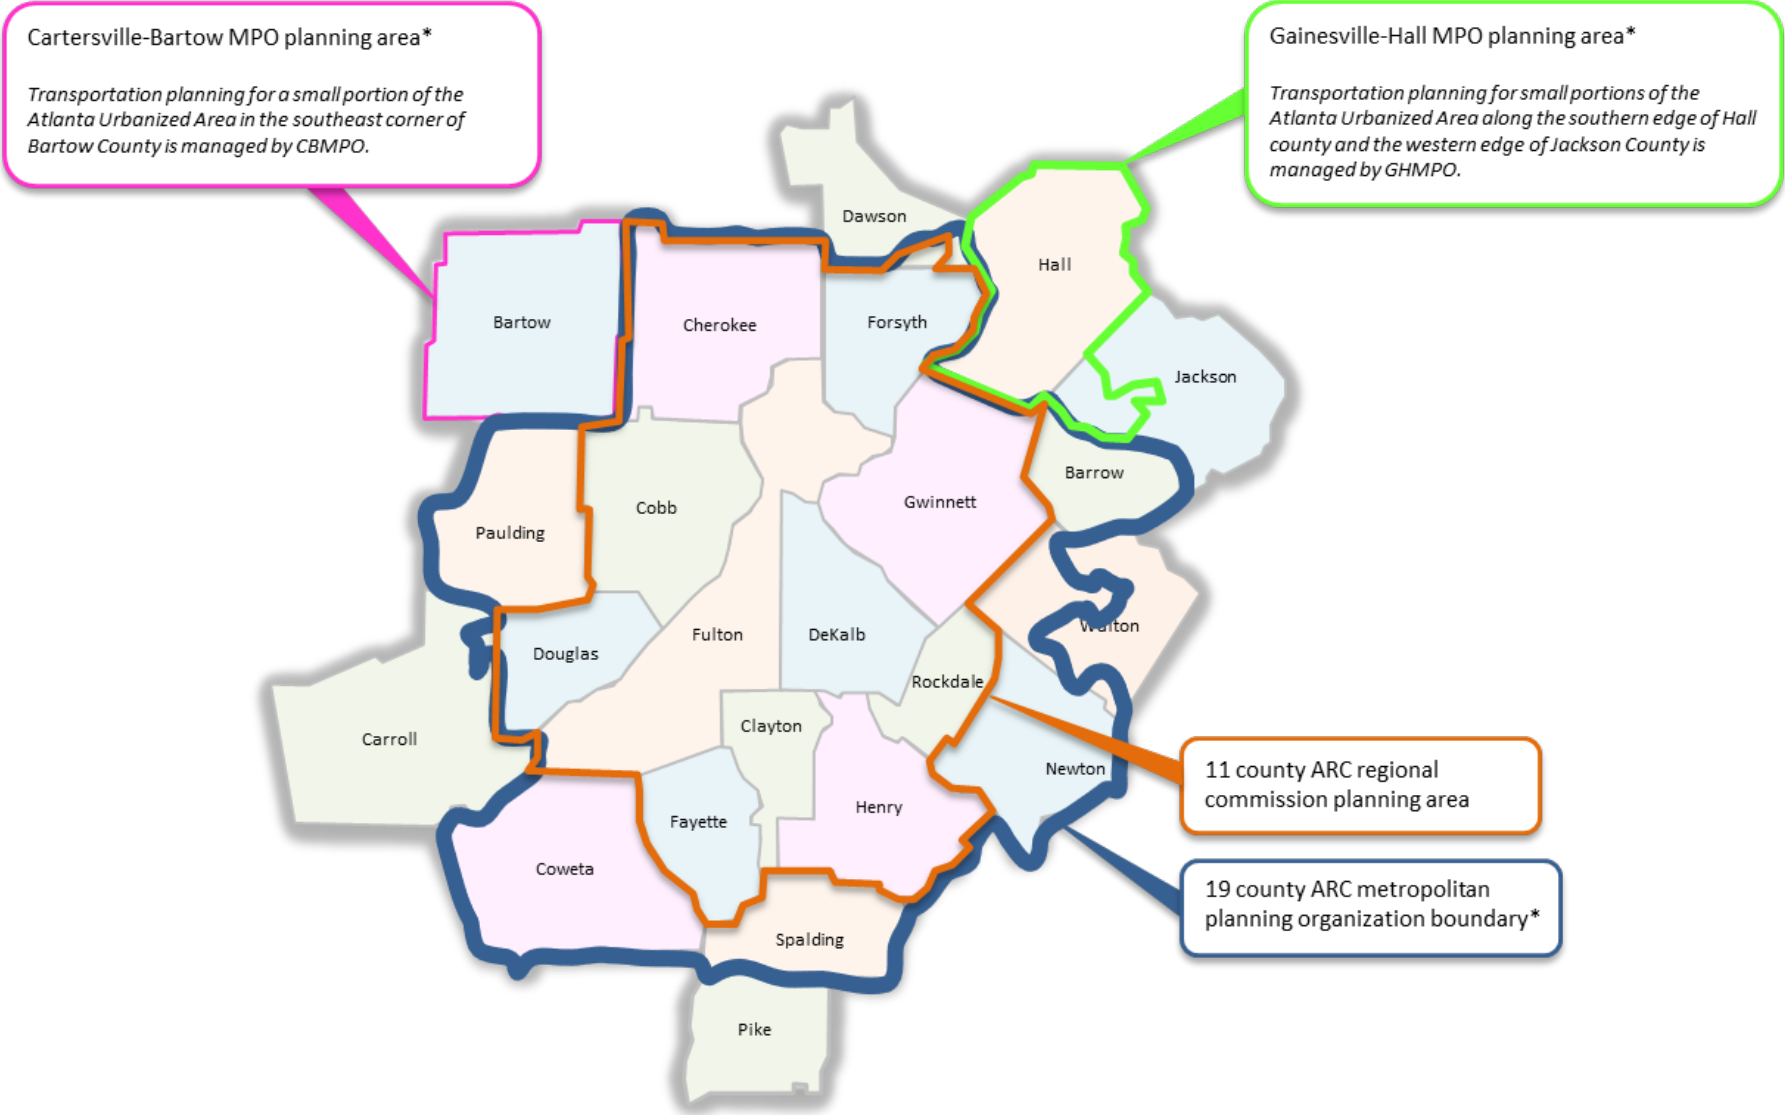 Cartersville-Bartow MPO planning area*
Transportation planning for a small portion of the
Atlanta Urbanized Area in the southeast corner of
Bartow County is managed by CBMPO.
Gainesville-Hall MPO planning area*
Transportation planning for small portions of the
Atlanta Urbanized Area along the southern edge of Hall
county and the western edge of Jackson County is
managed by GHMPO.
Dawson
Hall
Bartow
Cherokee
Forsyth
Jackson
Barrow
Gwinnett
Cobb
Paulding
Walton
Fulton
DeKalb
Douglas
Rockdale
Clayton
Carroll
Newton
11 county ARC regional
commission planning area
Henry
Fayette
Coweta
19 county ARC metropolitan
planning organization boundary*
Spalding
Pike